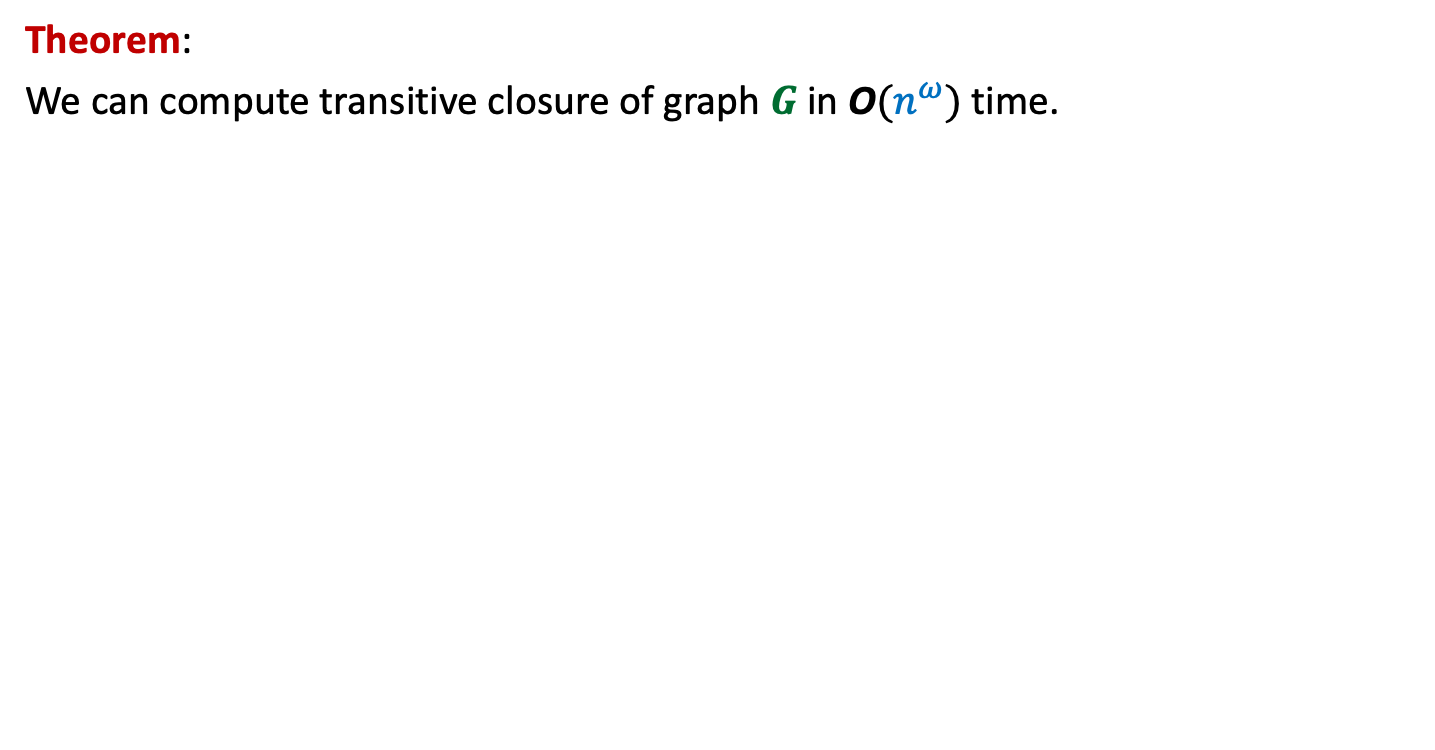 Theorem:
We can compute transitive closure of graph G in O(n^ω) time.